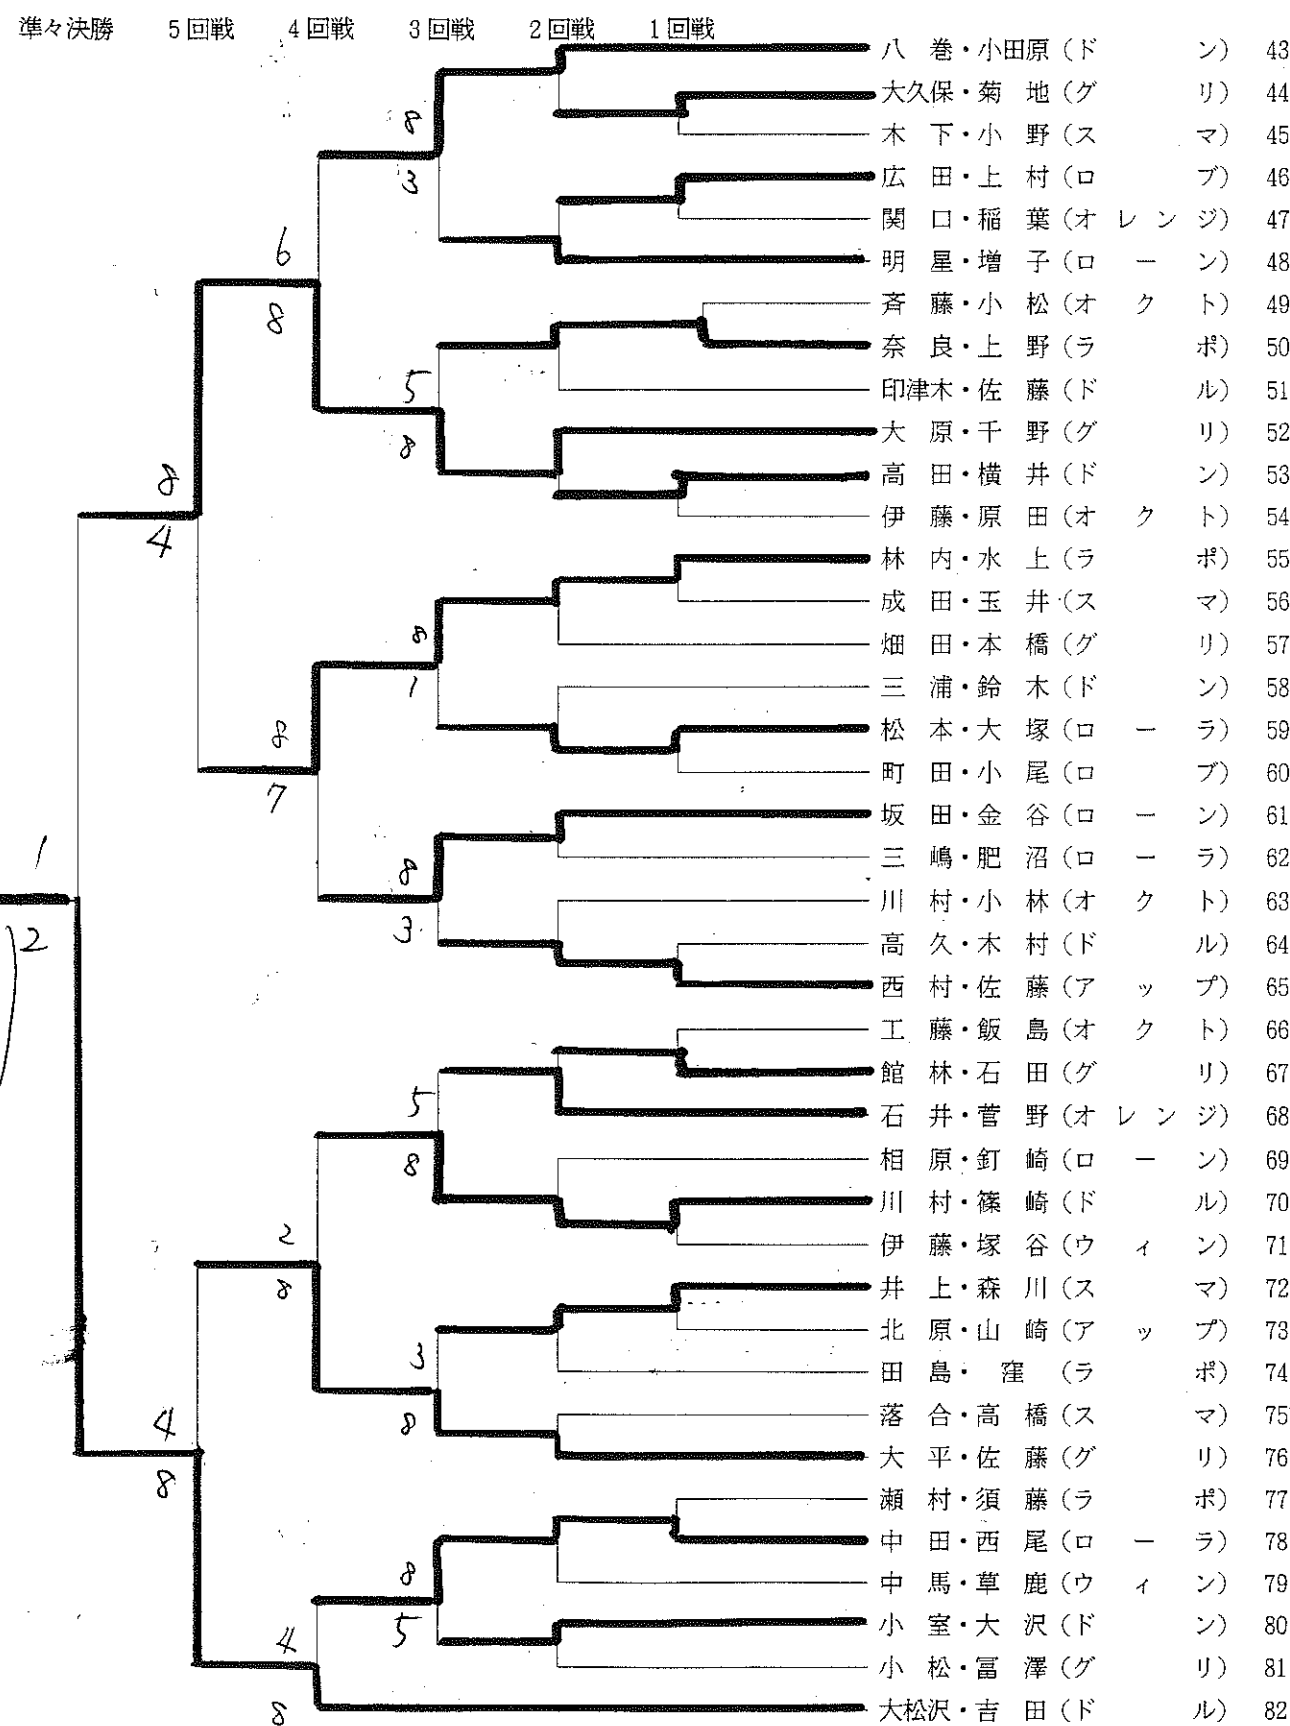 準々決勝 5回戦 4回戦 3回戦 2回戦 1回戦
八 巻・小田原（ド ン） 43
大久保・菊 地（グ リ） 44
8
木 下・小 野（ス マ） 45
3
広 田・上 村（ロ ブ） 46
関 口・稲 葉（オ レ ン ジ） 47
6
明 星・増 子（ロ ー ン） 48
斉 藤・小 松（オ ク ト） 49
8
奈 良・上 野（ラ ポ） 50
5
印津木・佐 藤（ド ル） 51
大 原・千 野（グ リ） 52
8
高 田・横 井（ド ン） 53
8
伊 藤・原 田（オ ク ト） 54
4
林 内・水 上（ラ ポ） 55
成 田・玉 井（ス マ） 56
8
畑 田・本 橋（グ リ） 57
1
三 浦・鈴 木（ド ン） 58
8
松 本・大 塚（ロ ー ラ） 59
町 田・小 尾（ロ ブ） 60
7
坂 田・金 谷（ロ ー ン） 61
1
三 嶋・肥 沼（ロ ー ラ） 62
8
川 村・小 林（オ ク ト） 63
2
3
高 久・木 村（ド ル） 64
西 村・佐 藤（ア ッ プ） 65
工 藤・飯 島（オ ク ト） 66
館 林・石 田（グ リ） 67
5
石 井・菅 野（オ レ ン ジ） 68
8
相 原・釘 崎（ロ ー ン） 69
川 村・篠 崎（ド ル） 70
2
伊 藤・塚 谷（ウ ィ ン） 71
8
井 上・森 川（ス マ） 72
北 原・山 崎（ア ッ プ） 73
3
田 島・ 窪 （ラ ポ） 74
4
8
落 合・高 橋（ス マ） 75
大 平・佐 藤（グ リ） 76
8
瀬 村・須 藤（ラ ポ） 77
中 田・西 尾（ロ ー ラ） 78
8
中 馬・草 鹿（ウ ィ ン） 79
5
小 室・大 沢（ド ン） 80
4
小 松・冨 澤（グ リ） 81
8
大松沢・吉 田（ド ル） 82